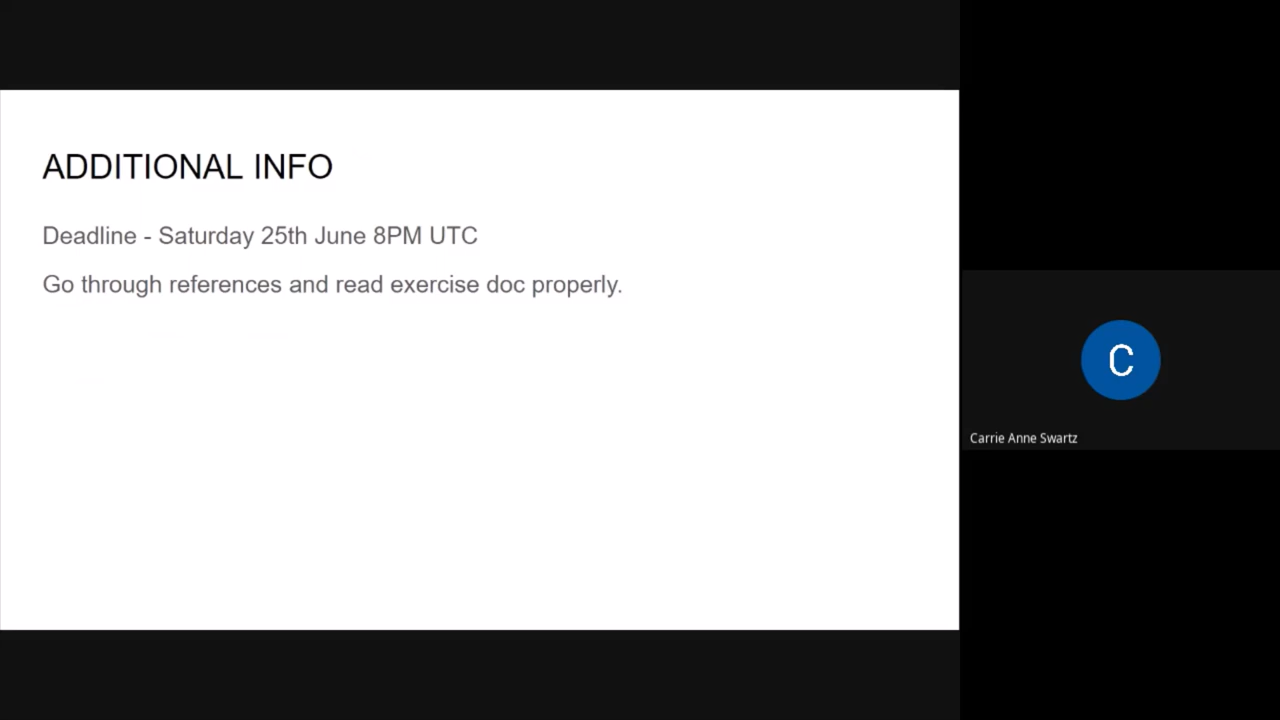 ADDITIONAL INFO
Deadline - Saturday 25th June 8PM UTC
Go through references and read exercise doc properly.
C
Carrie Anne Swartz